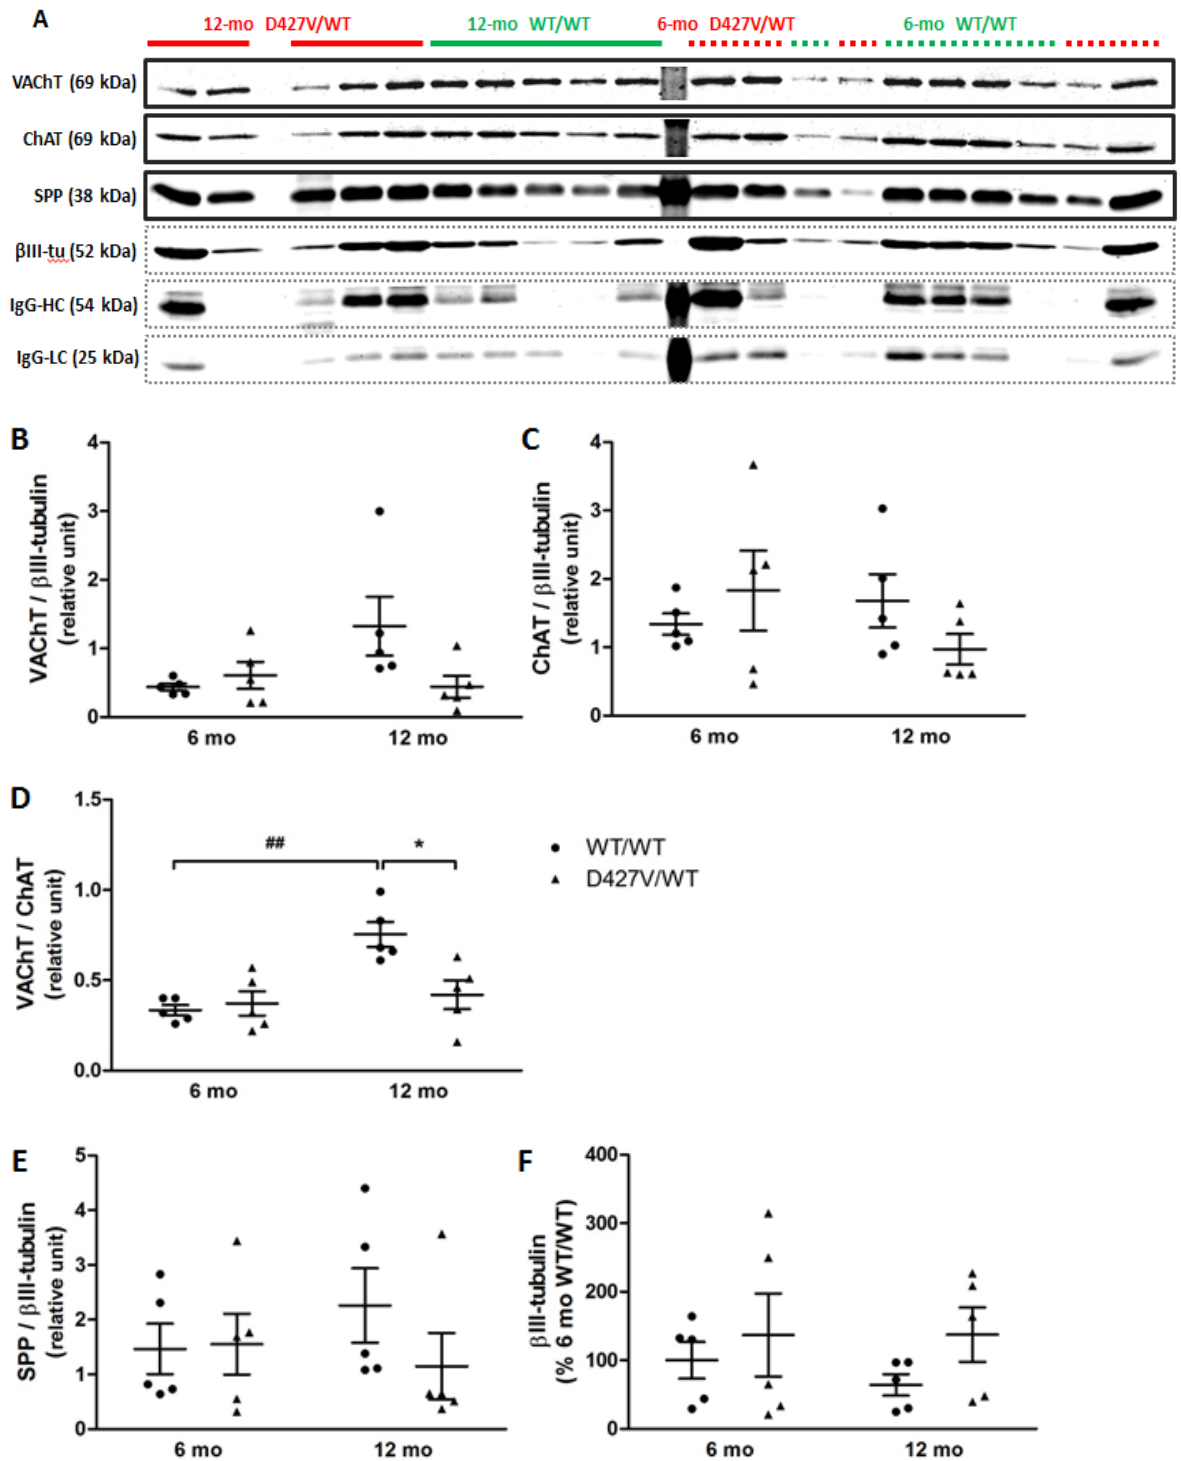 A
12-mo D427V/WT
12-mo WT/WT
6-mo D427V/WT
6-mo WT/WT
VAChT (69 kDa)
ChAT (69 kDa)
SPP (38 kDa)
βIII-tu (52 kDa)
IgG-HC (54 kDa)
IgG-LC (25 kDa)
B
VAChT / βIII-tubulin
(relative unit)
4
3
2
1
0
6 mo
12 mo
C
ChAT / βIII-tubulin
(relative unit)
4
3
2
1
0
6 mo
12 mo
D
VAChT / ChAT
(relative unit)
1.5
1.0
0.5
0.0
##
*
6 mo
12 mo
WT/WT
D427V/WT
E
SPP / βIII-tubulin
(relative unit)
5
4
3
2
1
0
6 mo
12 mo
F
βIII-tubulin
(% 6 mo WT/WT)
400
300
200
100
0
6 mo
12 mo